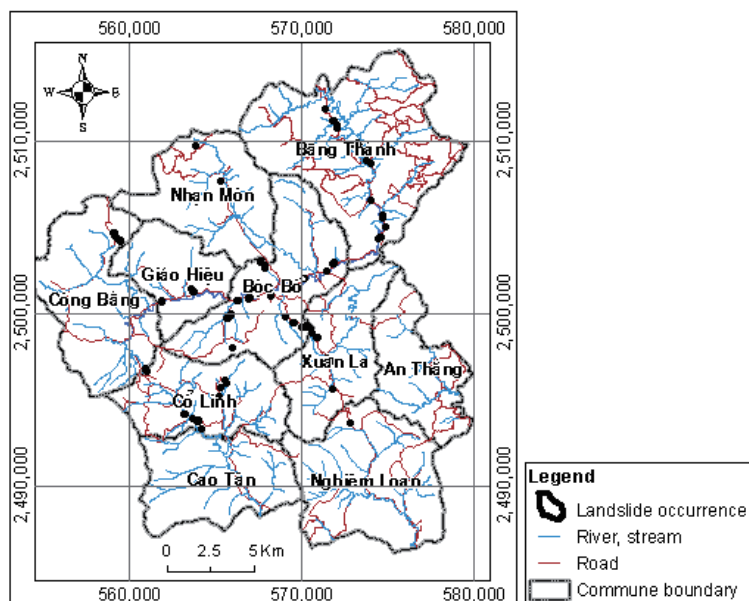 560,000 570,000 580,000
N
W E
S
2,510,000 2,510,000
Bằng Thành
Nhạn Môn
Giáo Hiệu
Công Bằng
Bộc Bố
2,500,000 2,500,000
Xuân La
An Thắng
Cổ Linh
Cao Tân
Nghiêm Loan
2,490,000 2,490,000
0 2.5 5 Km
560,000 570,000 580,000
Legend
Landslide occurrence
River, stream
Road
Commune boundary